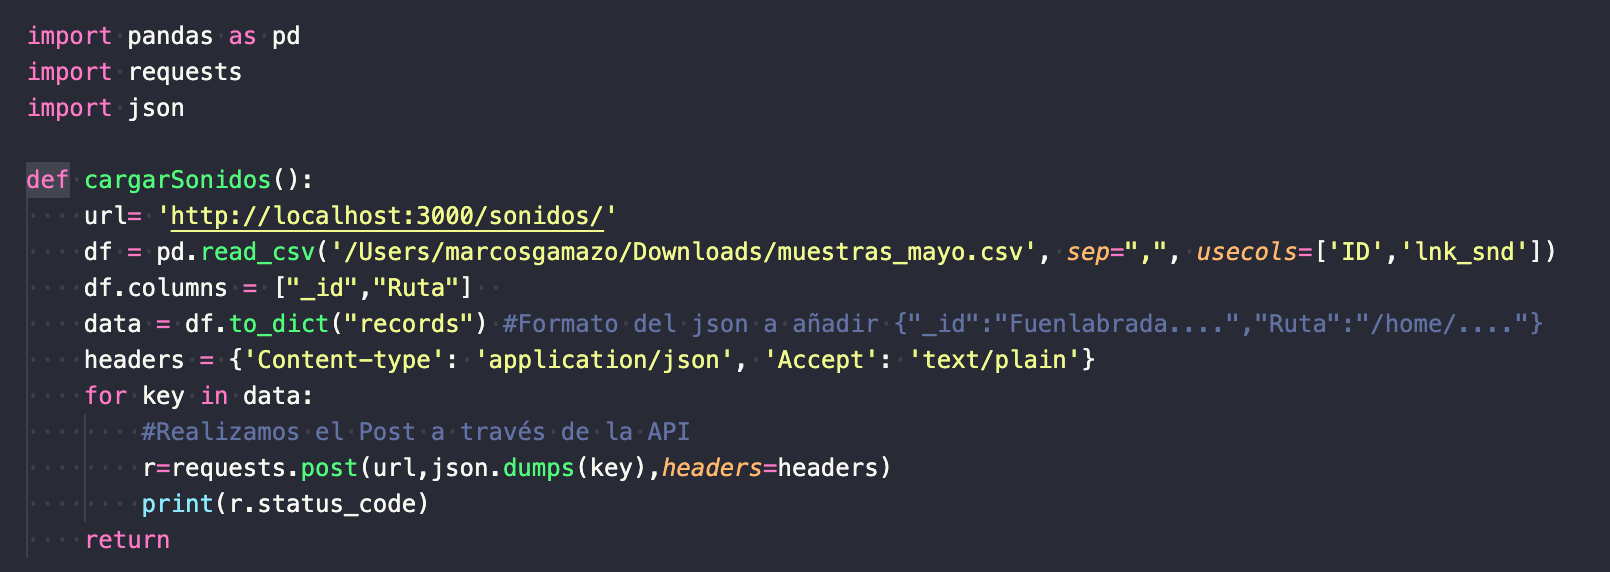 import pandas as pd
import requests
import json
def cargarSonidos():
url= 'http://localhost:3000/sonidos/'
df = pd.read_csv('/Users/marcosgamazo/Downloads/muestras_mayo.csv', sep=",", usecols=['ID','lnk_snd'])
df.columns = ["_id","Ruta"]
data = df.to_dict("records") #Formato del json a añadir {"_id":"Fuenlabrada....","Ruta":"/home/...."}
headers = {'Content-type': 'application/json', 'Accept': 'text/plain'}
for key in data:
#Realizamos el Post a través de la API
r=requests.post(url,json.dumps(key),headers=headers)
print(r.status_code)
return